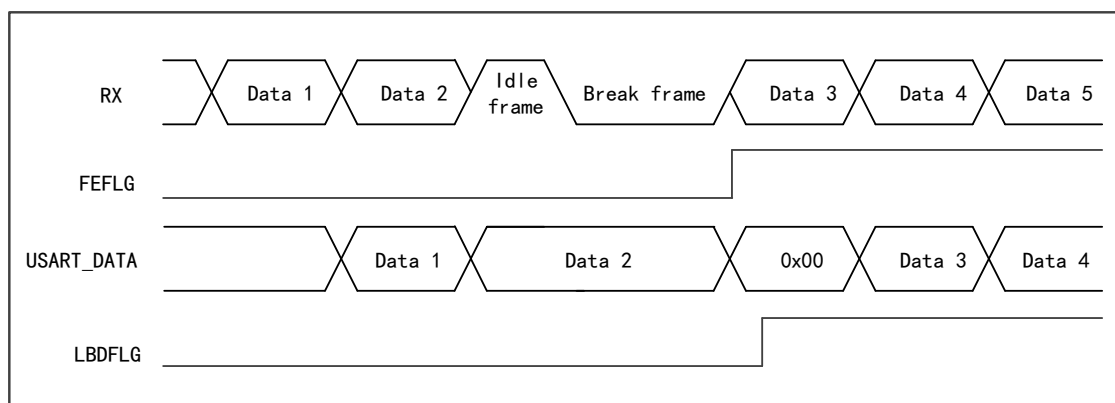 RX
Data 1
Data 2
Idle
frame
Break frame
Data 3
Data 4
Data 5
FEFLG
USART_DATA
Data 1
Data 2
0x00
Data 3
Data 4
LBDFLG